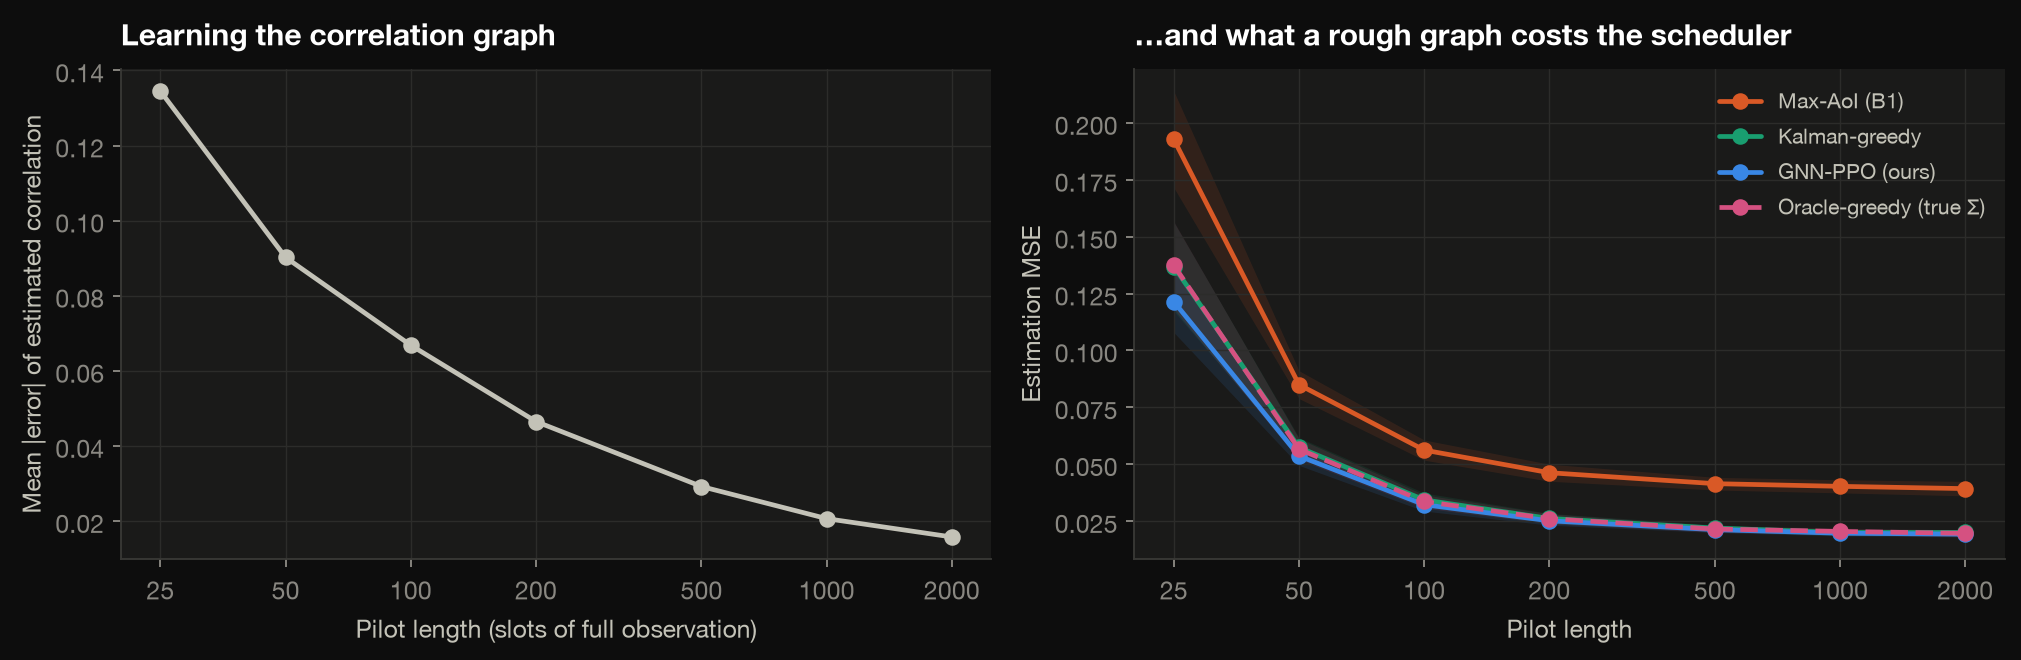 Learning the correlation graph
Mean |error| of estimated correlation
0.14
0.12
0.10
0.08
0.06
0.04
0.02
25 50 100 200 500 1000 2000
Pilot length (slots of full observation)
...and what a rough graph costs the scheduler
Estimation MSE
0.200
0.175
0.150
0.125
0.100
0.075
0.050
0.025
Max-AoI (B1)
Kalman-greedy
GNN-PPO (ours)
Oracle-greedy (true Σ)
25 50 100 200 500 1000 2000
Pilot length